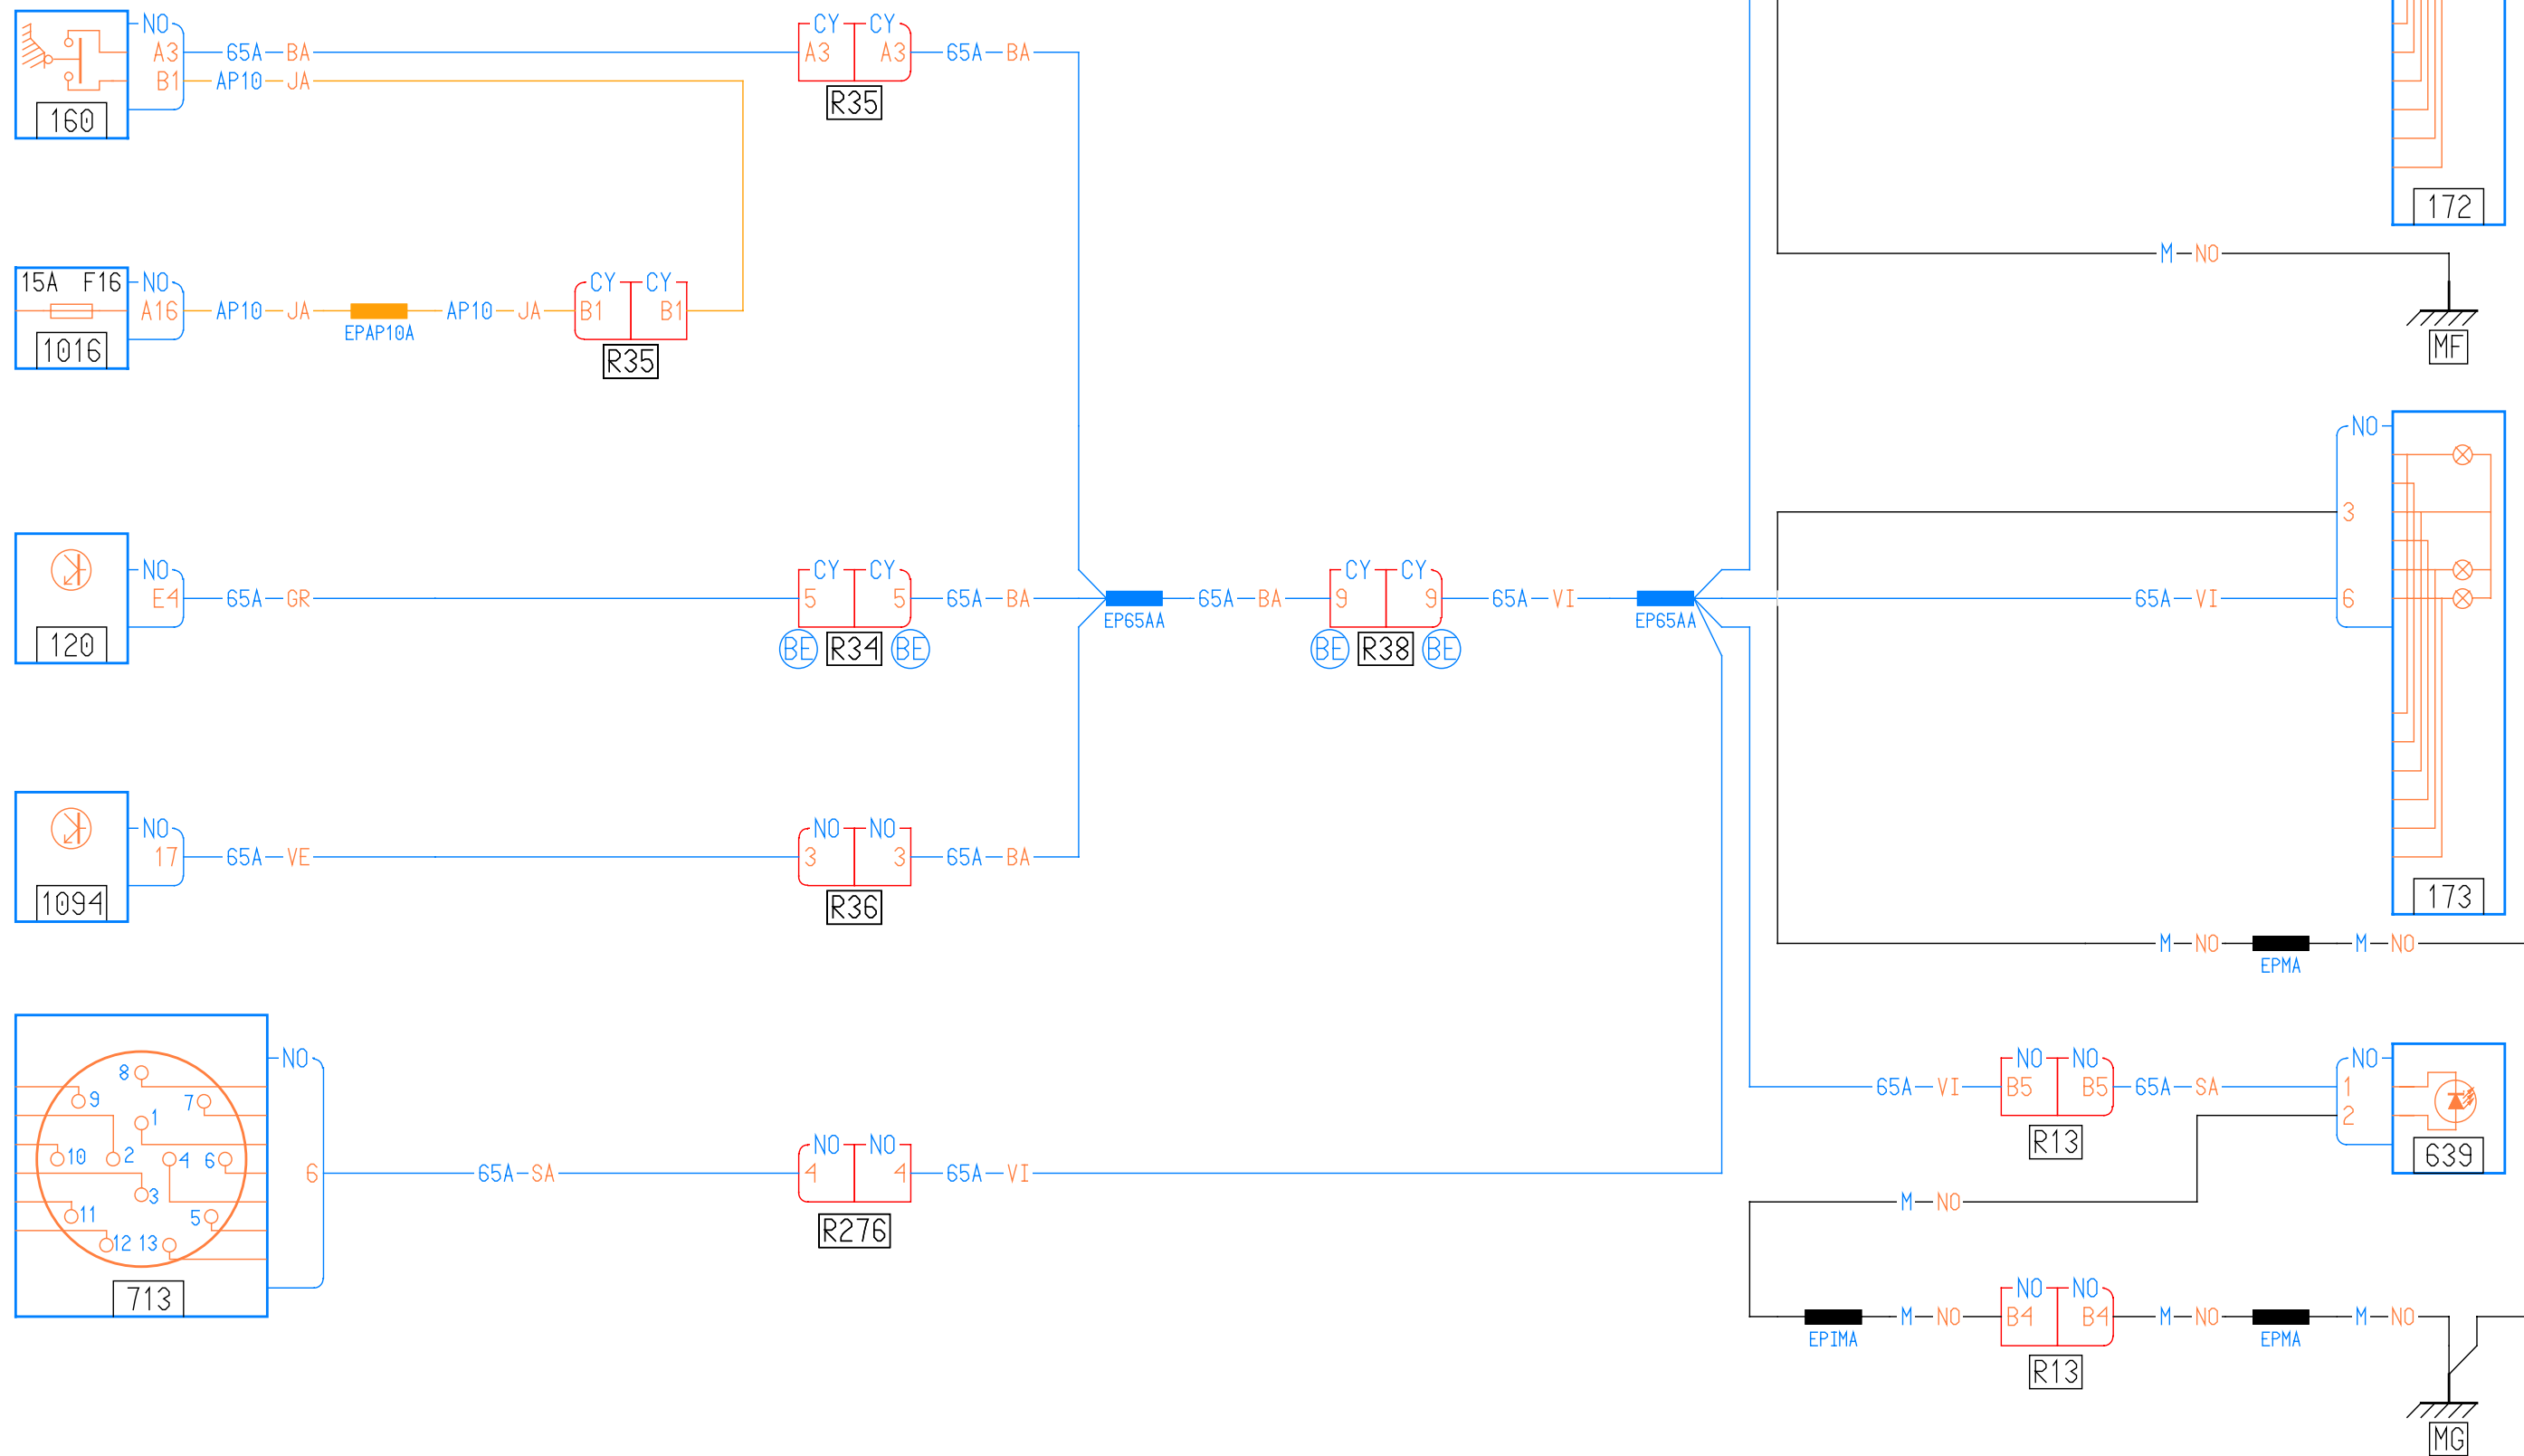 NO CY CY
A3 65A BA A3 A3 65A BA
B1 AP10 JA
R35
160
172
M NO
15A F16 NO CY CY
A16 AP10 JA AP10 JA B1 B1
EPAP10A
1016 R35 MF
NO
3
NO CY CY CY CY
E4 65A GR 5 5 65A BA 65A BA 9 9 65A VI 65A VI 6
EP65AA EP65AA
120 BE R34 BE BE R38 BE
NO NO NO
17 65A VE 3 3 65A BA
1094 R36 173
M NO M NO
EPMA
NO NO NO NO
8
9 7 65A VI B5 B5 65A SA 1
1 2
R13 639
10 2 4 6 NO NO
6 65A SA 4 4 65A VI
3
M NO
11 5
R276
12 13
713 NO NO
M NO B4 B4 M NO M NO
EPIMA EPMA
R13
MG